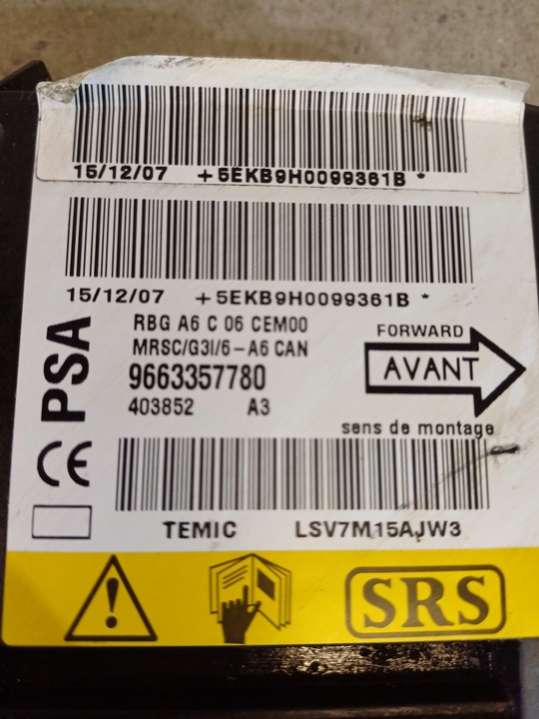 15/12/07 +5EKB9H0099361B *
15/12/07 +5EKB9H0099361B *
PSA
RBG A6 C 06 CEM00
MRSC/G3I/6-A6 CAN
9663357780
403852 A3
FORWARD
AVANT
sens de montage
CE
TEMIC LSV7M15AJW3
! SRS